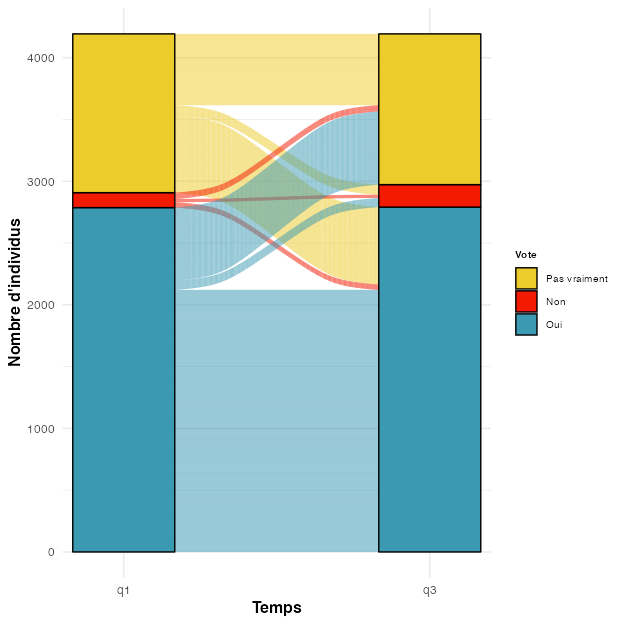 Nombre d'individus
4000
3000
2000
1000
0
q1
q3
Temps
Vote
Pas vraiment
Non
Oui